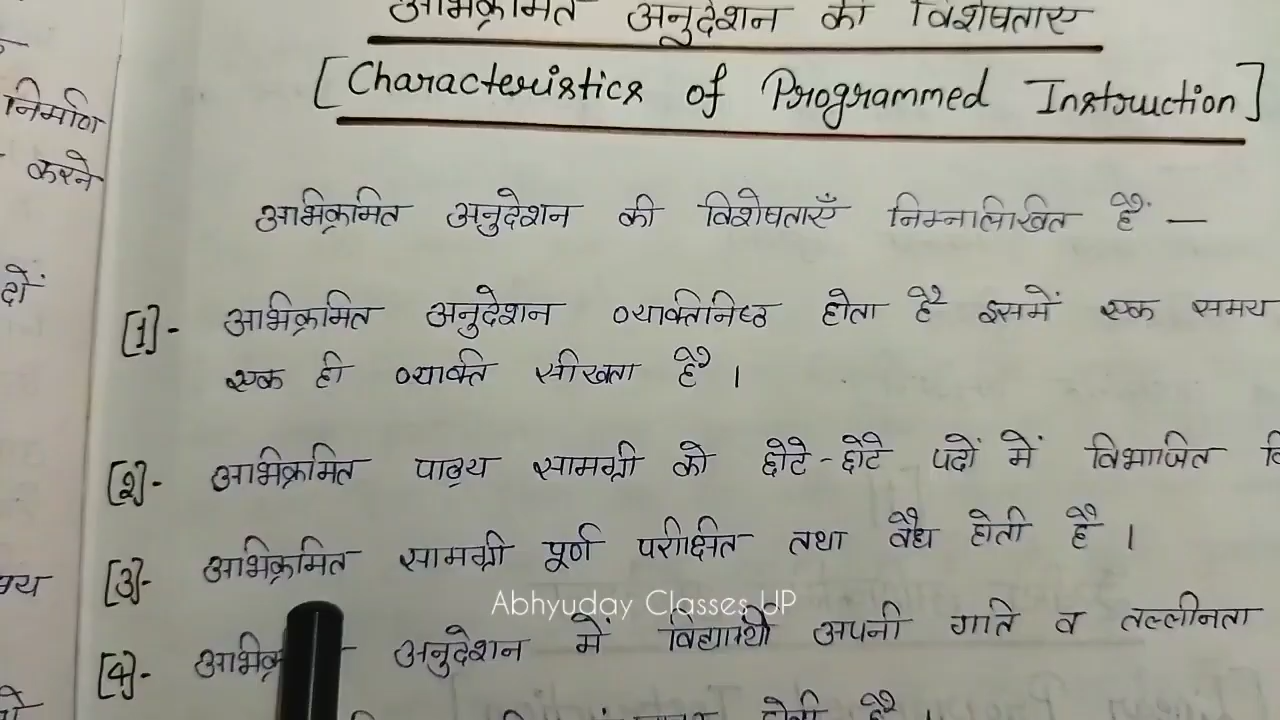 अभिक्रमित अनुदेशन की विशेषताएँ
[Characteristics of Programmed Instruction]
निर्माण
करने
अभिक्रमित अनुदेशन की विशेषताएँ निम्नलिखित हैं —
दों
[1]- अभिक्रमित अनुदेशन व्यक्तिनिष्ठ होता है इसमें एक समय
एक ही व्यक्ति सीखता है ।
[2]- अभिक्रमित पाठ्य सामग्री को छोटे-छोटे पदों में विभाजित
[3]- अभिक्रमित सामग्री पूर्ण परीक्षित तथा वैध होती है ।
Abhyuday Classes UP
[4]- अनुदेशन में विद्यार्थी अपनी गति व तल्लीनता
होती है ।